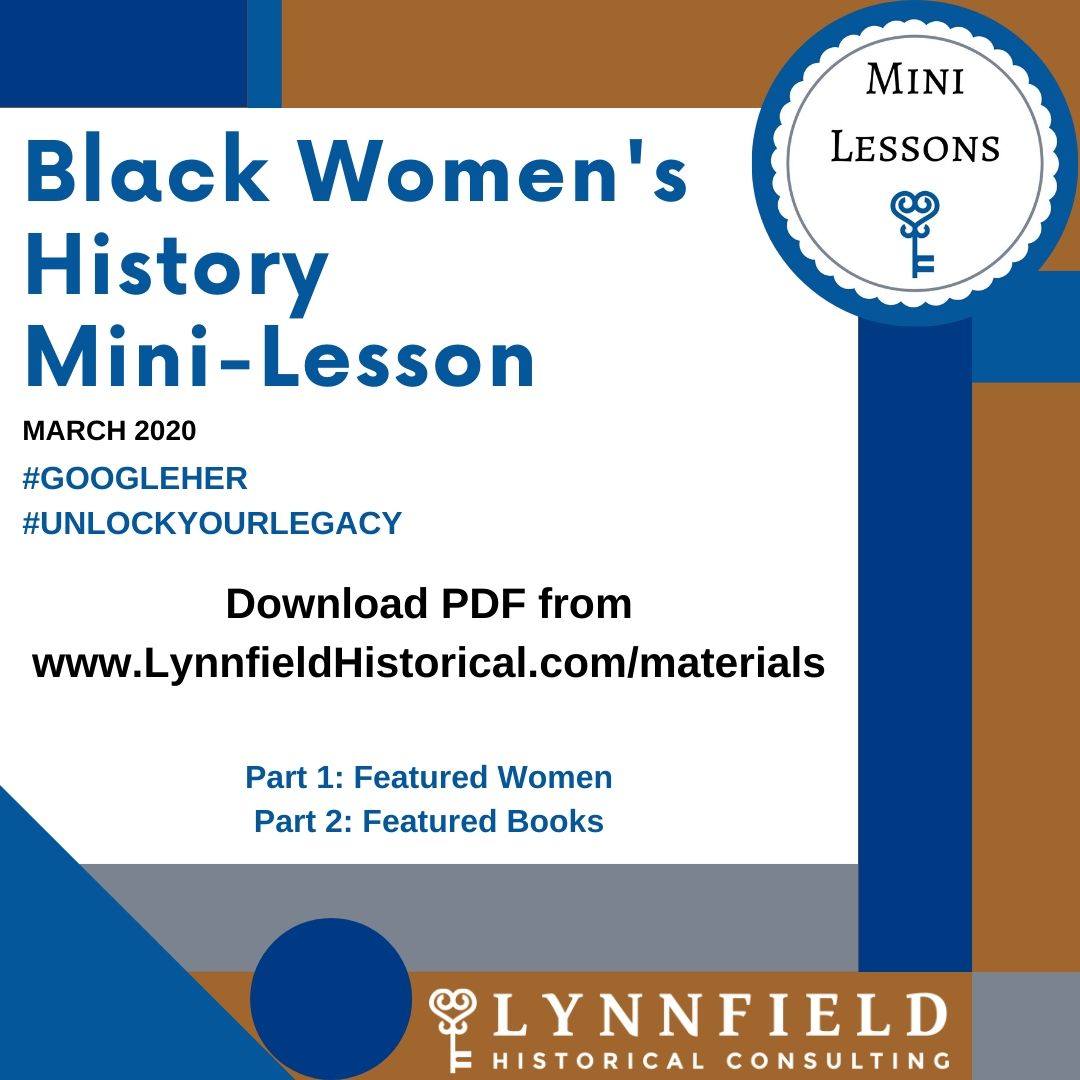 Mini
Lessons
Black Women's
History
Mini-Lesson
MARCH 2020
#GOOGLEHER
#UNLOCKYOURLEGACY
Download PDF from
www.LynnfieldHistorical.com/materials
Part 1: Featured Women
Part 2: Featured Books
LYNNFIELD
HISTORICAL CONSULTING